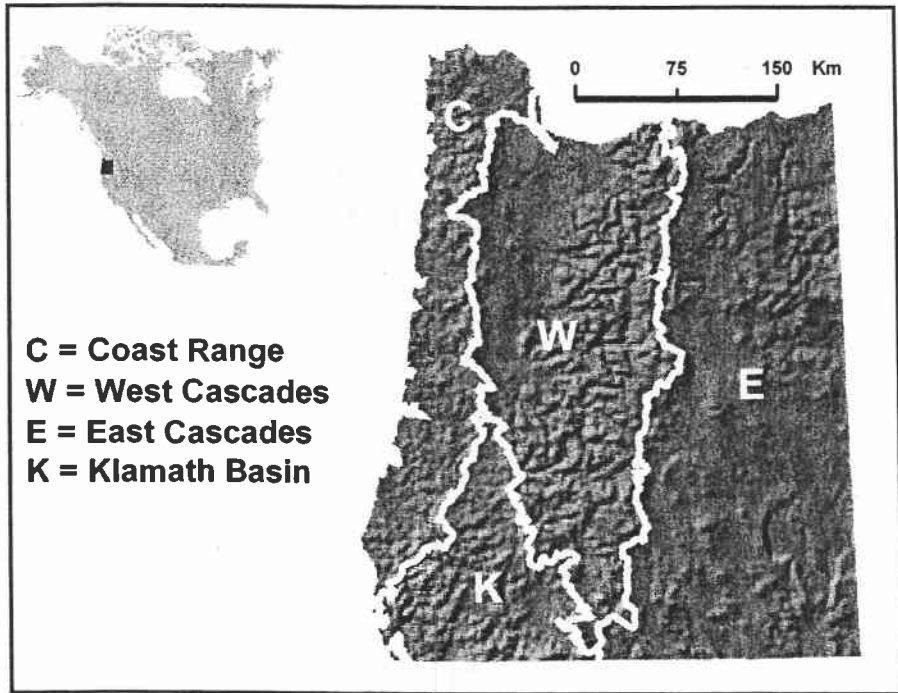 0 75 150 Km
C
W
E
K
C = Coast Range
W = West Cascades
E = East Cascades
K = Klamath Basin